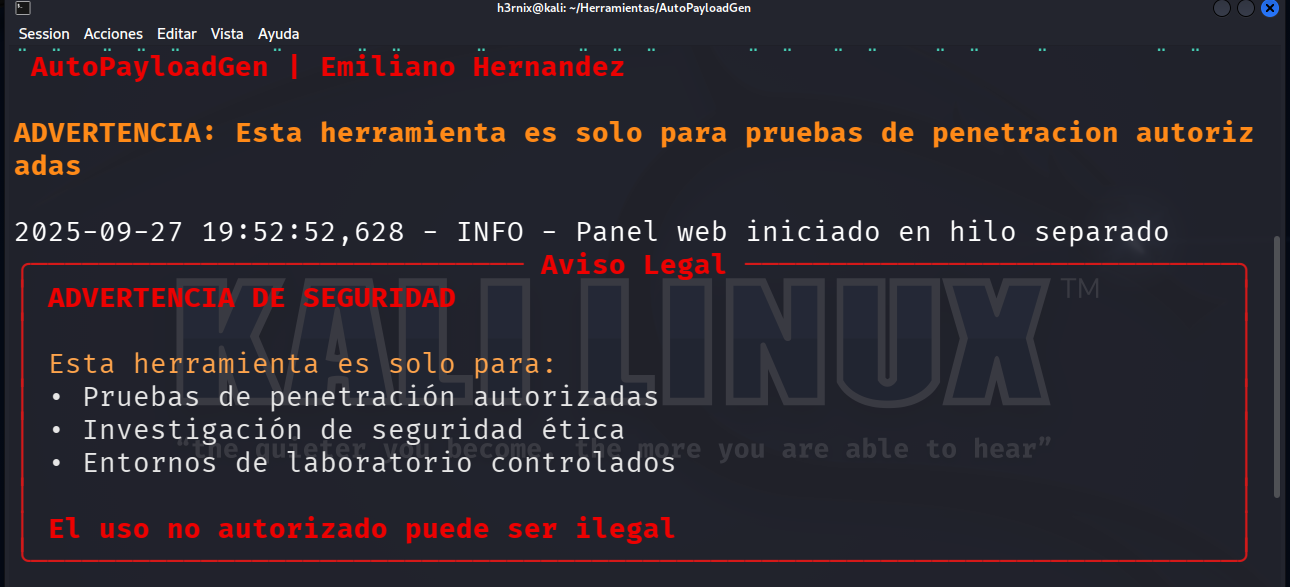 h3rnix@kali: ~/Herramientas/AutoPayloadGen
Session Acciones Editar Vista Ayuda
AutoPayloadGen | Emiliano Hernandez
ADVERTENCIA: Esta herramienta es solo para pruebas de penetracion autoriz
adas
2025-09-27 19:52:52,628 - INFO - Panel web iniciado en hilo separado
Aviso Legal
ADVERTENCIA DE SEGURIDAD
KALI LINUX™
Esta herramienta es solo para:
• Pruebas de penetración autorizadas
• Investigación de seguridad ética
"the quieter you become, the more you are able to hear"
• Entornos de laboratorio controlados
El uso no autorizado puede ser ilegal